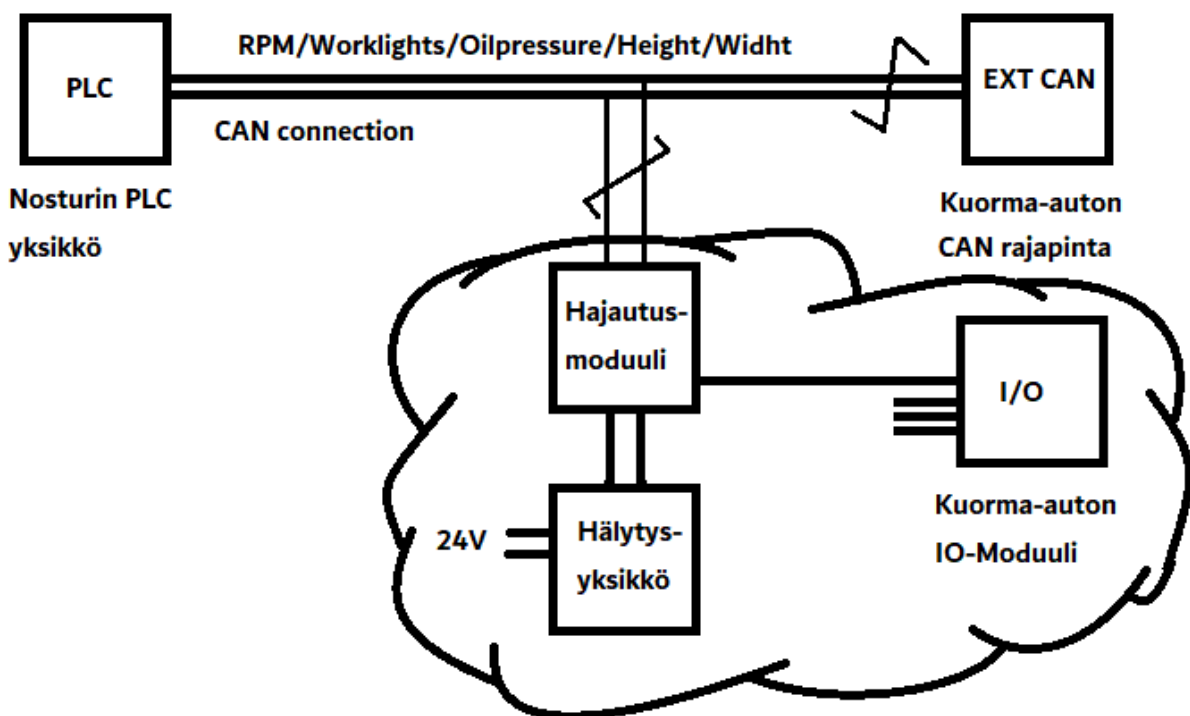 RPM/Worklights/Oilpressure/Height/Widht
PLC
EXT CAN
CAN connection
Nosturin PLC
yksikkö
Kuorma-auton
CAN rajapinta
Hajautus-
moduuli
I/O
24V
Hälytys-
yksikkö
Kuorma-auton
IO-Moduuli